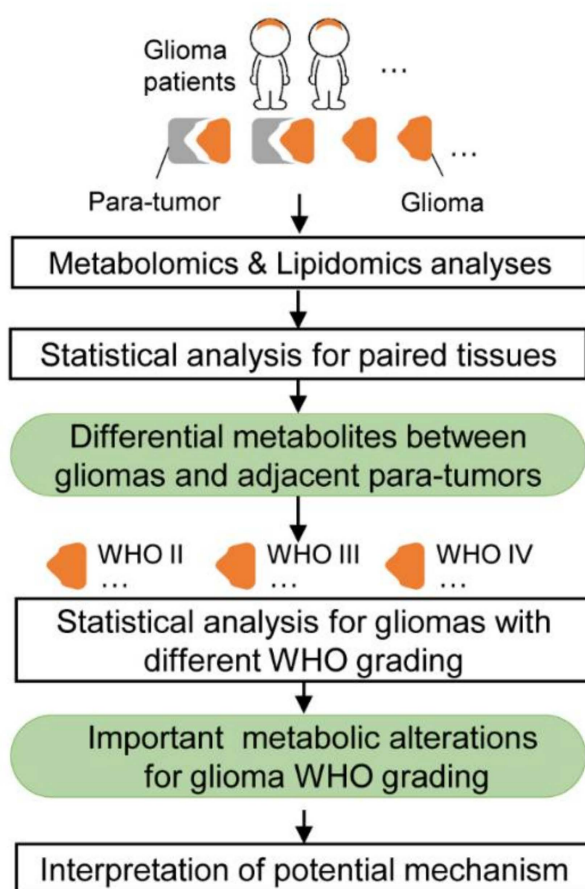 Glioma
patients
...
...
Para-tumor
Glioma
Metabolomics & Lipidomics analyses
Statistical analysis for paired tissues
Differential metabolites between
gliomas and adjacent para-tumors
WHO II
...
WHO III
...
WHO IV
...
Statistical analysis for gliomas with
different WHO grading
Important metabolic alterations
for glioma WHO grading
Interpretation of potential mechanism